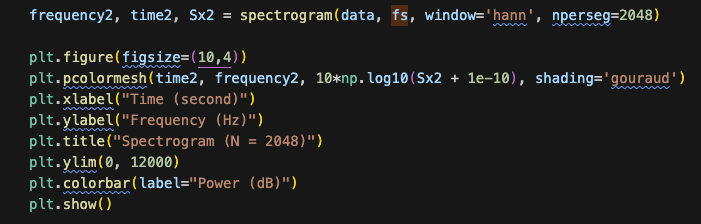 frequency2, time2, Sx2 = spectrogram(data, fs, window='hann', nperseg=2048)
plt.figure(figsize=(10,4))
plt.pcolormesh(time2, frequency2, 10*np.log10(Sx2 + 1e-10), shading='gouraud')
plt.xlabel("Time (second)")
plt.ylabel("Frequency (Hz)")
plt.title("Spectrogram (N = 2048)")
plt.ylim(0, 12000)
plt.colorbar(label="Power (dB)")
plt.show()